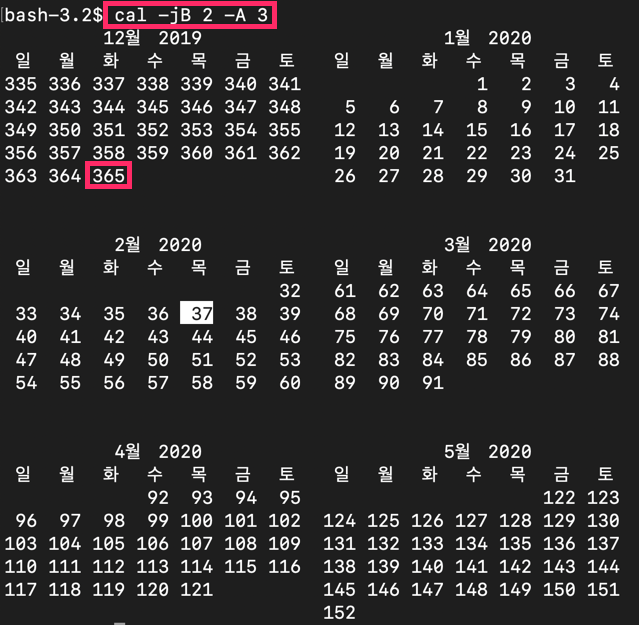 bash-3.2$ cal -jB 2 -A 3
12월 2019 1월 2020
일 월 화 수 목 금 토 일 월 화 수 목 금 토
335 336 337 338 339 340 341 1 2 3 4
342 343 344 345 346 347 348 5 6 7 8 9 10 11
349 350 351 352 353 354 355 12 13 14 15 16 17 18
356 357 358 359 360 361 362 19 20 21 22 23 24 25
363 364 365 26 27 28 29 30 31
2월 2020 3월 2020
일 월 화 수 목 금 토 일 월 화 수 목 금 토
32 61 62 63 64 65 66 67
33 34 35 36 37 38 39 68 69 70 71 72 73 74
40 41 42 43 44 45 46 75 76 77 78 79 80 81
47 48 49 50 51 52 53 82 83 84 85 86 87 88
54 55 56 57 58 59 60 89 90 91
4월 2020 5월 2020
일 월 화 수 목 금 토 일 월 화 수 목 금 토
92 93 94 95 122 123
96 97 98 99 100 101 102 124 125 126 127 128 129 130
103 104 105 106 107 108 109 131 132 133 134 135 136 137
110 111 112 113 114 115 116 138 139 140 141 142 143 144
117 118 119 120 121 145 146 147 148 149 150 151
152